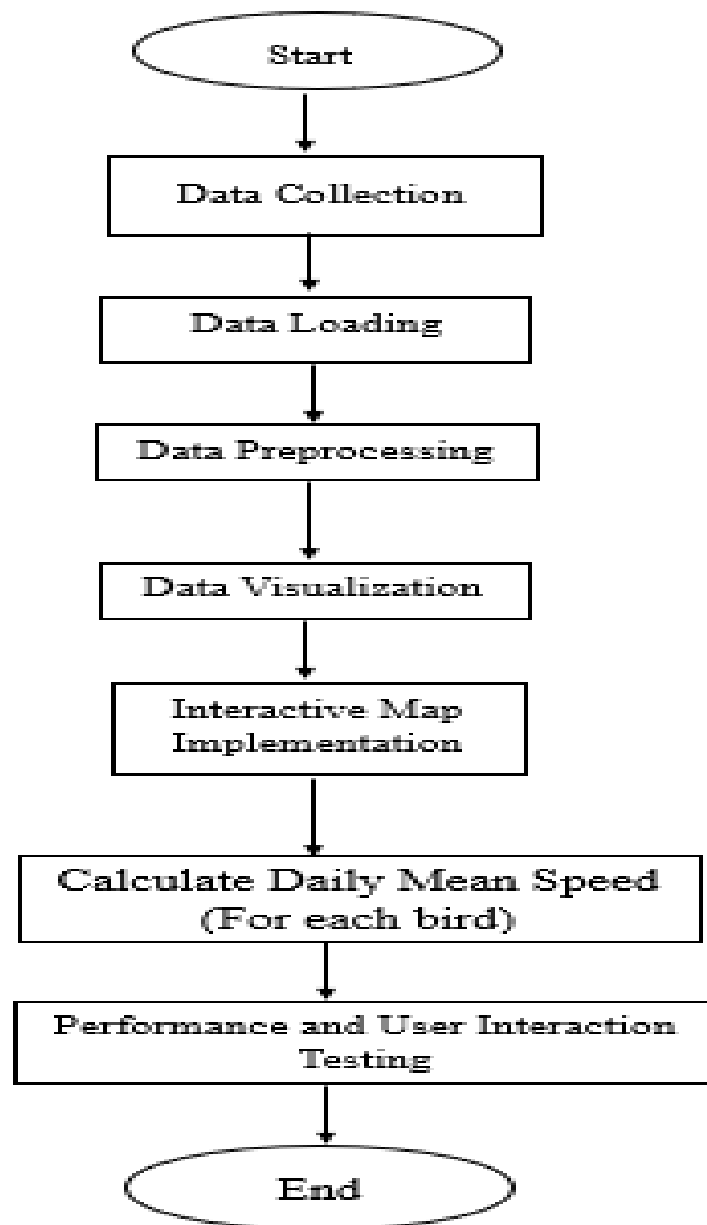 Start
Data Collection
Data Loading
Data Preprocessing
Data Visualization
Interactive Map
Implementation
Calculate Daily Mean Speed
(For each bird)
Performance and User Interaction
Testing
End